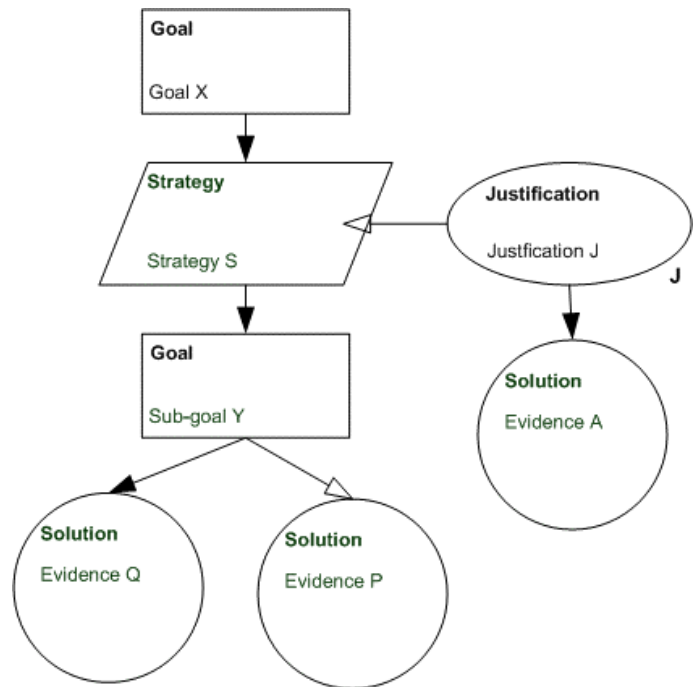 Goal
Goal X
Strategy
Strategy S
Justification
Justfication J
J
Goal
Sub-goal Y
Solution
Evidence A
Solution
Evidence Q
Solution
Evidence P